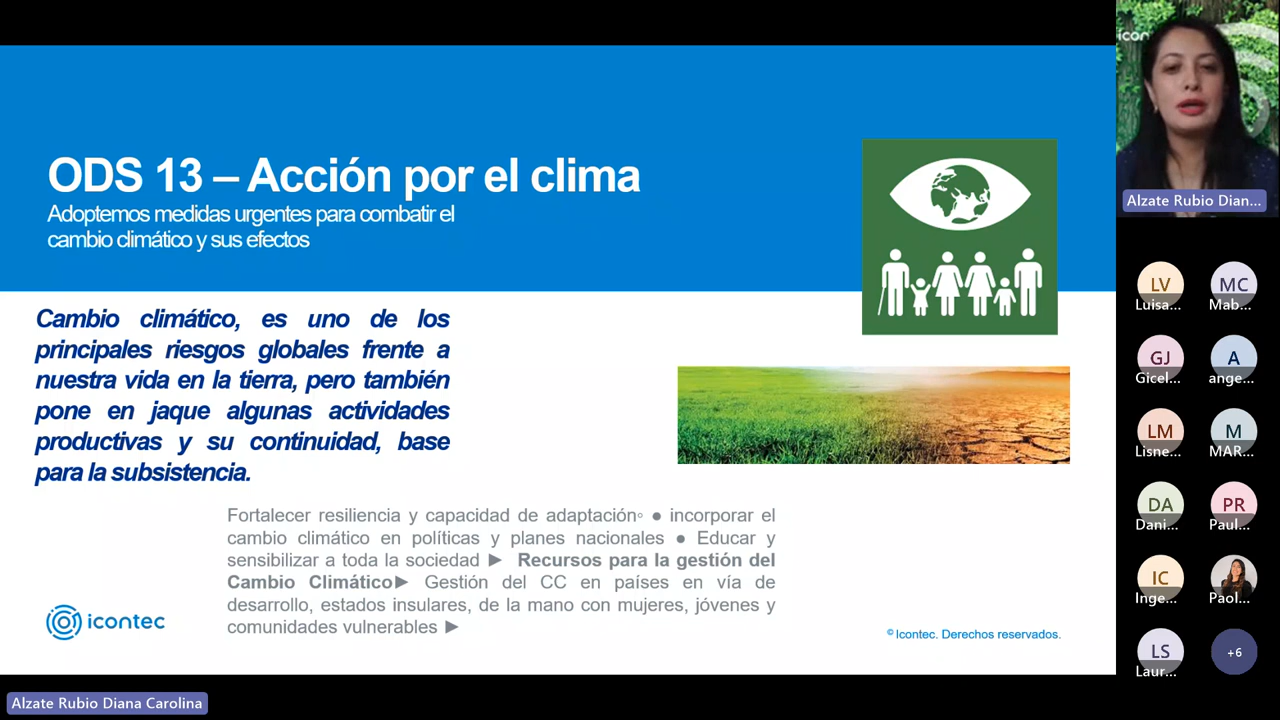 ODS 13 – Acción por el clima
Adoptemos medidas urgentes para combatir el
cambio climático y sus efectos
Cambio climático, es uno de los
principales riesgos globales frente a
nuestra vida en la tierra, pero también
pone en jaque algunas actividades
productivas y su continuidad, base
para la subsistencia.
Fortalecer resiliencia y capacidad de adaptación◦ ● incorporar el
cambio climático en políticas y planes nacionales ● Educar y
sensibilizar a toda la sociedad ► Recursos para la gestión del
Cambio Climático► Gestión del CC en países en vía de
desarrollo, estados insulares, de la mano con mujeres, jóvenes y
comunidades vulnerables ►
icontec
© Icontec. Derechos reservados.
Alzate Rubio Diana Carolina
icon
Alzate Rubio Dian...
LV
Luisa...
MC
Mab...
GJ
Gicel...
A
ange...
LM
Lisne...
M
MAR...
DA
Dani...
PR
Paul...
IC
Inge...
Paol...
LS
Laur...
+6